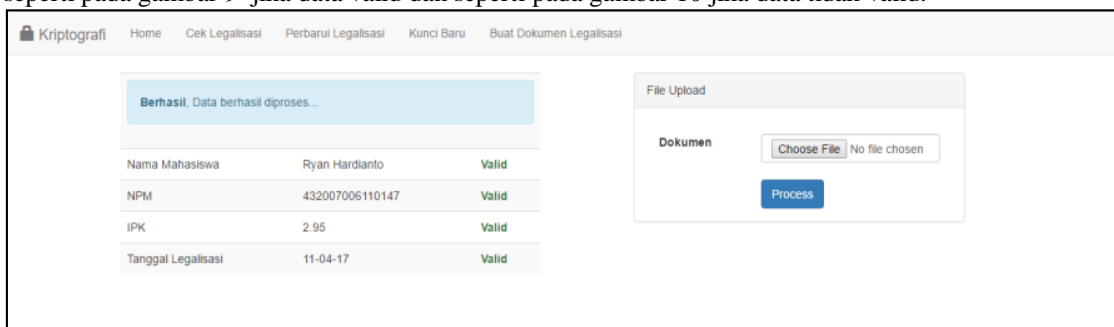 seperti pada gambar 9 jika data valid dan seperti pada gambar 10 jika data tidak valid.
Kriptografi Home Cek Legalisasi Perbarui Legalisasi Kunci Baru Buat Dokumen Legalisasi
Berhasil, Data berhasil diproses...
Nama Mahasiswa Ryan Hardianto Valid
NPM 432007006110147 Valid
IPK 2.95 Valid
Tanggal Legalisasi 11-04-17 Valid
File Upload
Dokumen Choose File No file chosen
Process